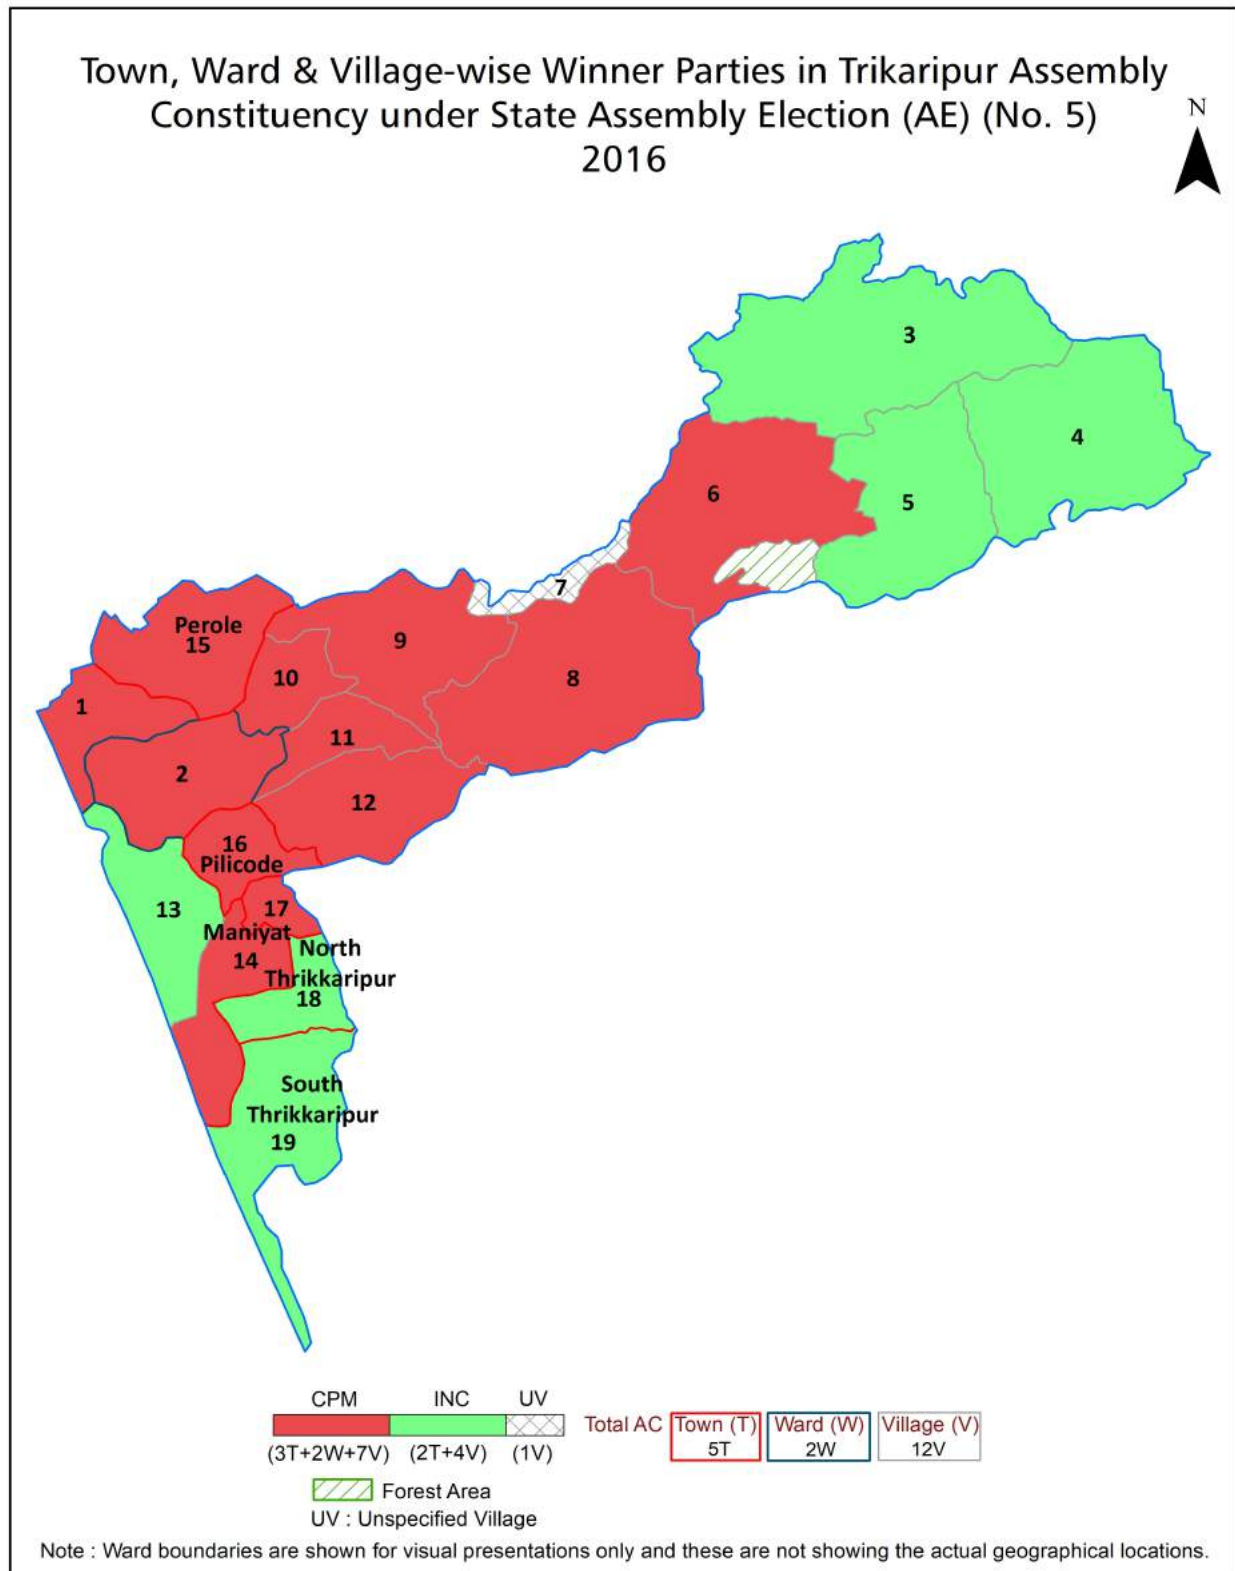 Town, Ward & Village-wise Winner Parties in Trikaripur Assembly
Constituency under State Assembly Election (AE) (No. 5)
2016
N
3
4
5
6
7
Perole
15
9
8
10
1
11
2
12
16
Pilicode
13
17
Maniyat
14
North
Thrikkaripur
18
South
Thrikkaripur
19
CPM INC UV
(3T+2W+7V) (2T+4V) (1V)
Total AC Town (T) Ward (W) Village (V)
5T 2W 12V
Forest Area
UV : Unspecified Village
Note : Ward boundaries are shown for visual presentations only and these are not showing the actual geographical locations.